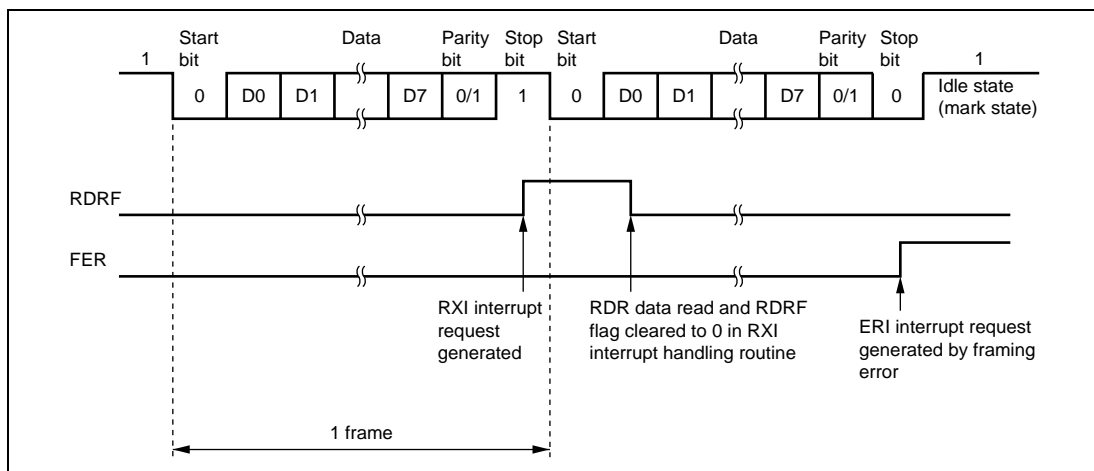 Start bit
Data
Parity bit
Stop bit
Start bit
Data
Parity bit
Stop bit
1
1
0
D0
D1
D7
0/1
1
0
D0
D1
D7
0/1
0
Idle state
(mark state)
RDRF
FER
RXI interrupt
request
generated
RDR data read and RDRF
flag cleared to 0 in RXI
interrupt handling routine
ERI interrupt request
generated by framing
error
1 frame